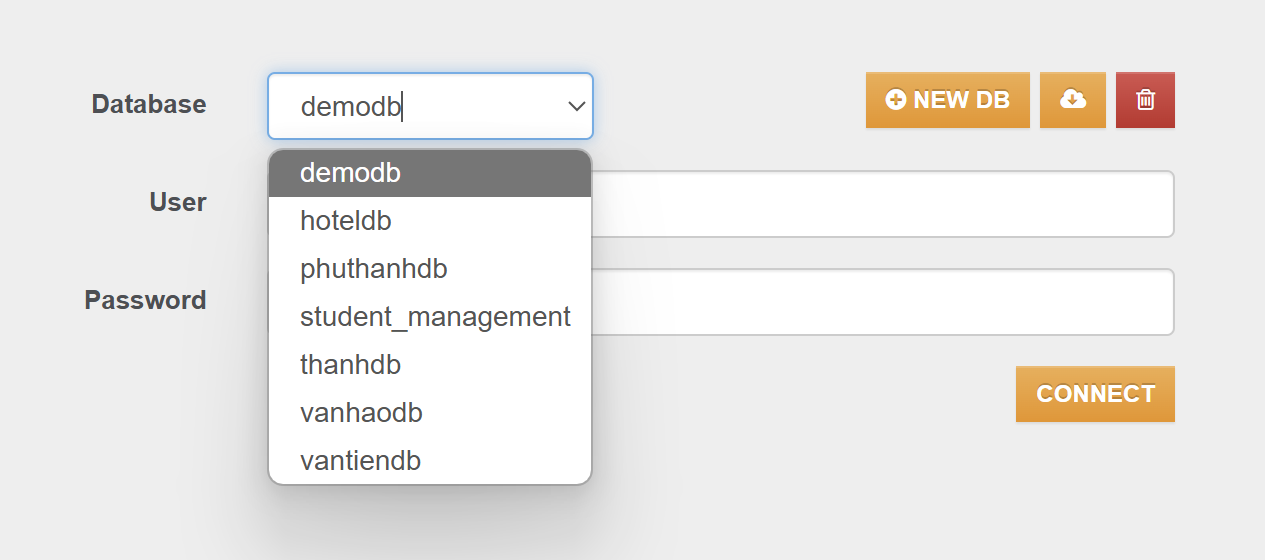 Database
demodb
NEW DB
demodb
User
hoteldb
phuthanhdb
Password
student_management
thanhdb
CONNECT
vanhaodb
vantiendb